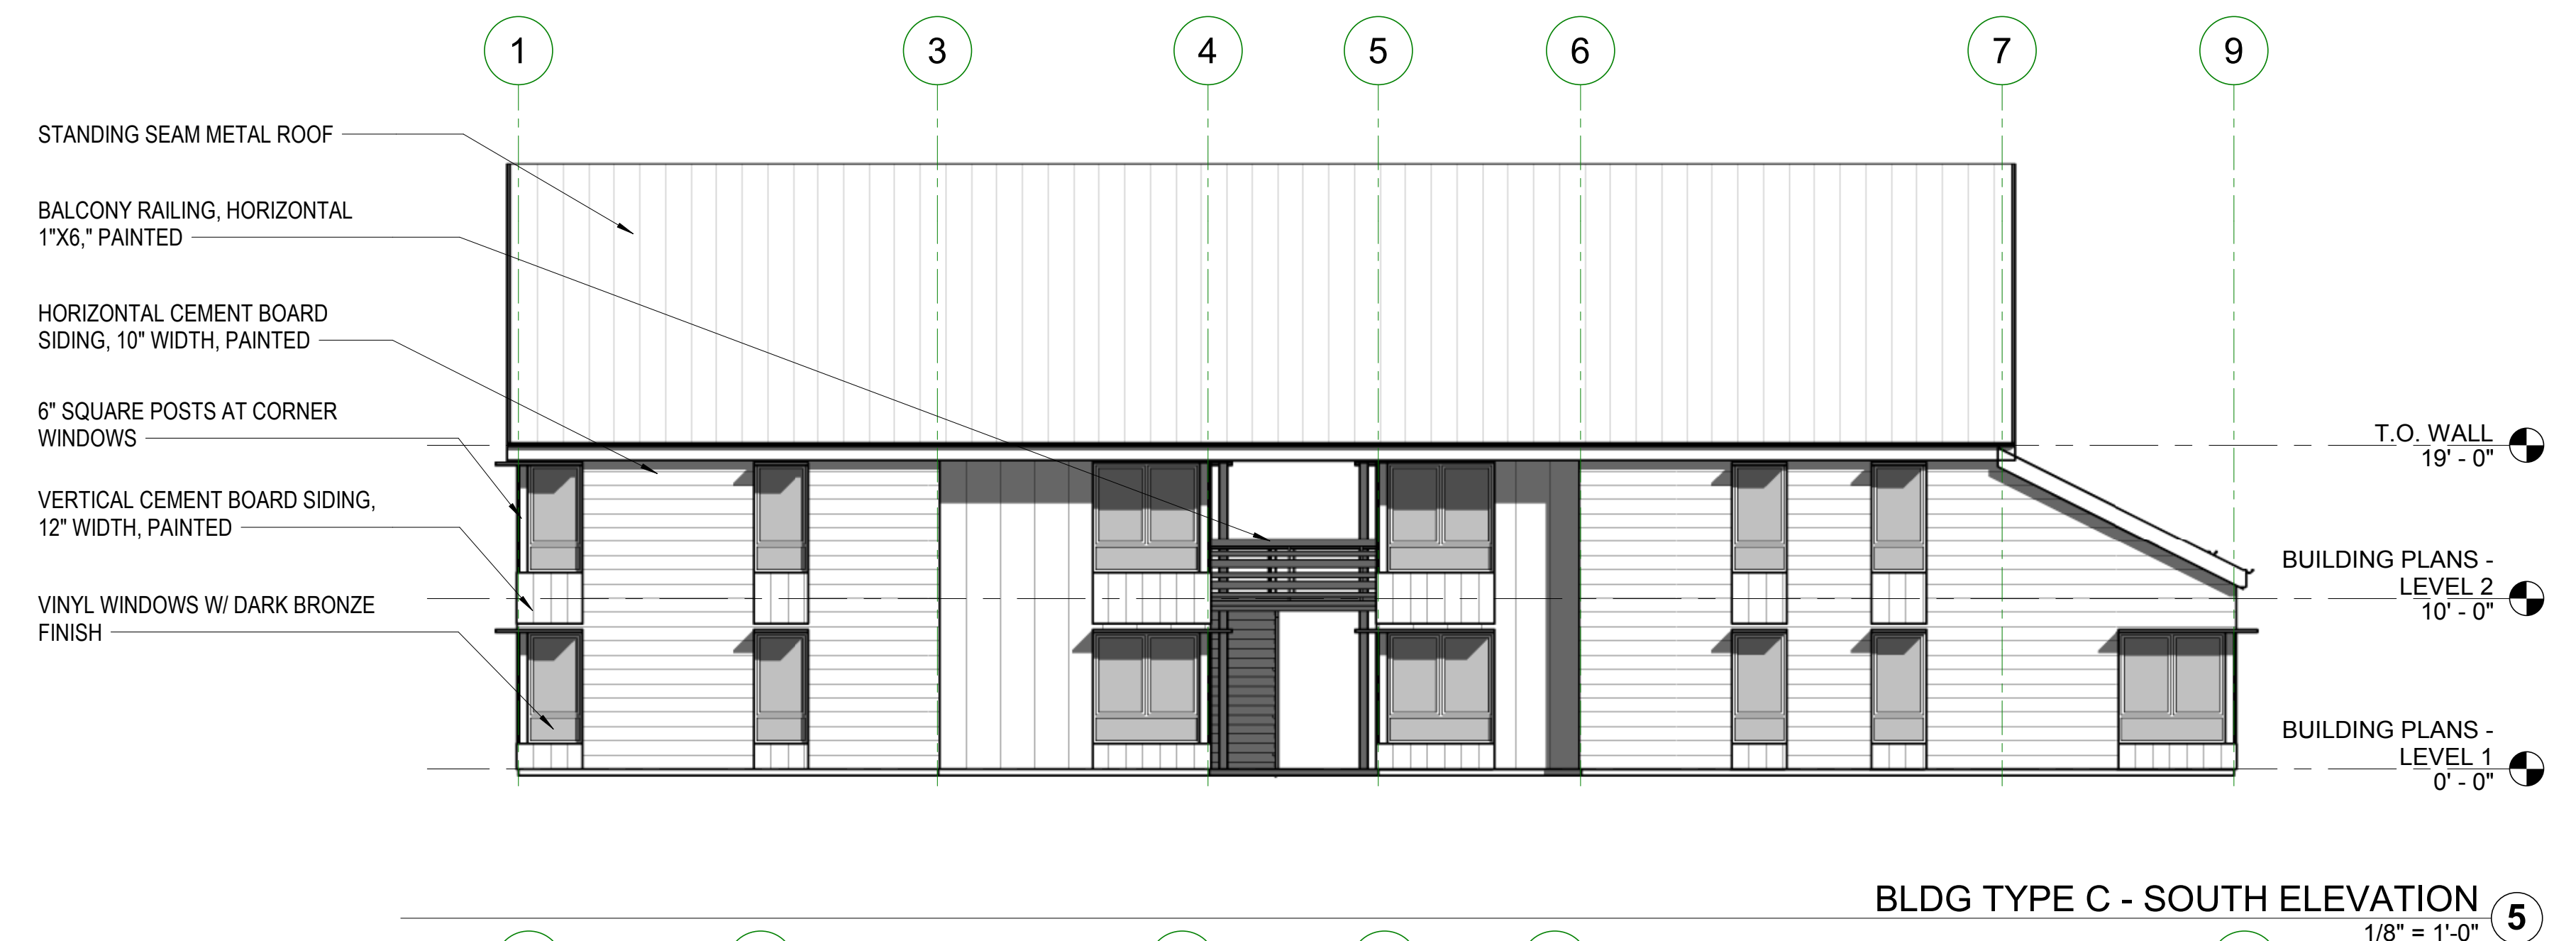 1 3 4 5 6 7 9
STANDING SEAM METAL ROOF
BALCONY RAILING, HORIZONTAL
1"X6," PAINTED
HORIZONTAL CEMENT BOARD
SIDING, 10" WIDTH, PAINTED
6" SQUARE POSTS AT CORNER
WINDOWS
VERTICAL CEMENT BOARD SIDING,
12" WIDTH, PAINTED
VINYL WINDOWS W/ DARK BRONZE
FINISH
T.O. WALL
19' - 0"
BUILDING PLANS -
LEVEL 2
10' - 0"
BUILDING PLANS -
LEVEL 1
0' - 0"
BLDG TYPE C - SOUTH ELEVATION
5
1/8" = 1'-0"